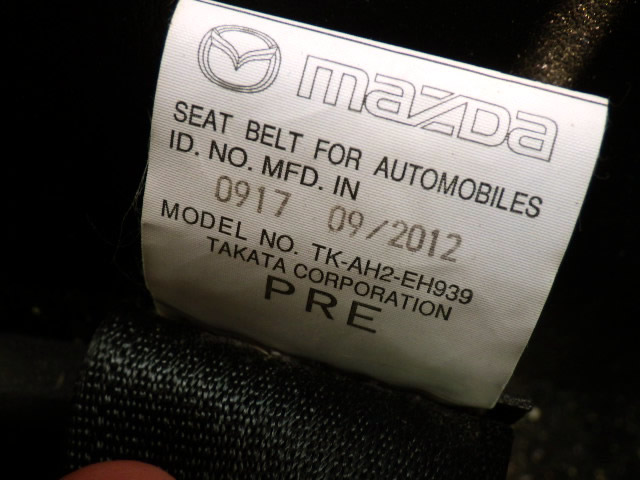 mazda
SEAT BELT FOR AUTOMOBILES
ID. NO. MFD. IN
0917 09/2012
MODEL NO. TK-AH2-EH939
TAKATA CORPORATION
PRE